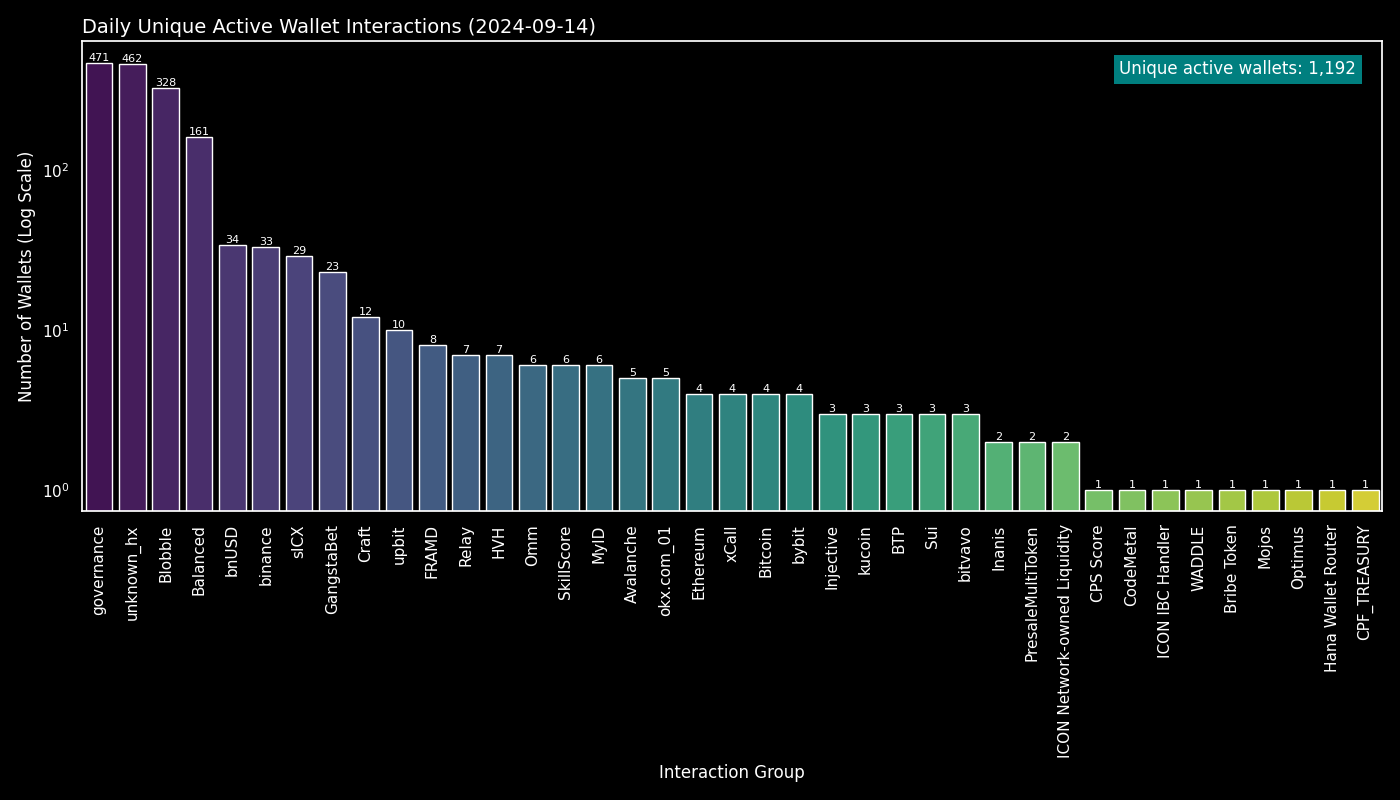 Daily Unique Active Wallet Interactions (2024-09-14)
Unique active wallets: 1,192
Number of Wallets (Log Scale)
10²
10¹
10⁰
471
462
328
161
34
33
29
23
12
10
8
7
7
6
6
6
5
5
4
4
4
4
3
3
3
3
3
2
2
2
1
1
1
1
1
1
1
1
1
governance
unknown_hx
Blobble
Balanced
bnUSD
binance
sICX
GangstaBet
Craft
upbit
FRAMD
Relay
HVH
Omm
SkillScore
MyID
Avalanche
okx.com_01
Ethereum
xCall
Bitcoin
bybit
Injective
kucoin
BTP
Sui
bitvavo
Inanis
PresaleMultiToken
ICON Network-owned Liquidity
CPS Score
CodeMetal
ICON IBC Handler
WADDLE
Bribe Token
Mojos
Optimus
Hana Wallet Router
CPF_TREASURY
Interaction Group